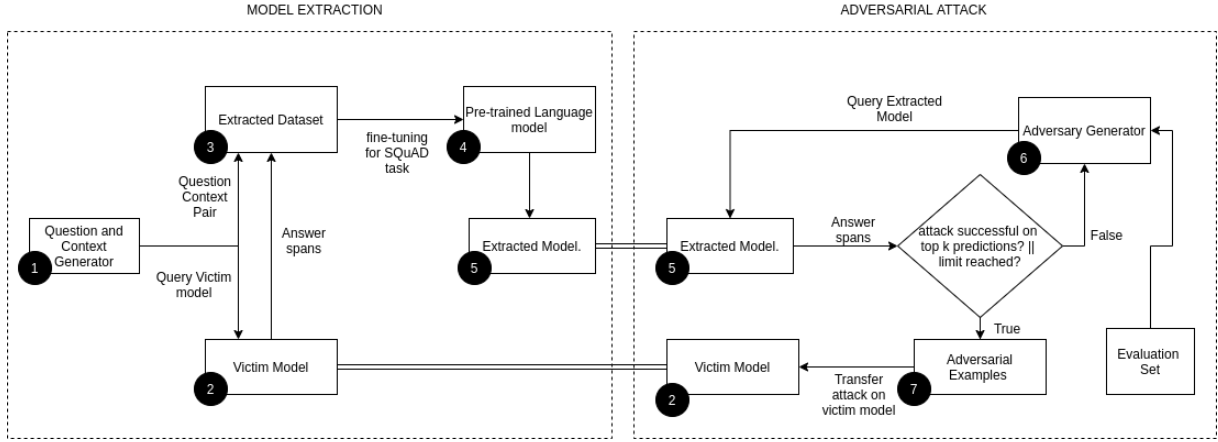 MODEL EXTRACTION
ADVERSARIAL ATTACK
Extracted Dataset
3
fine-tuning
for SQuAD
task
Pre-trained Language
model
4
Question
Context
Pair
Question and
Context
Generator
1
Query Victim
model
Answer
spans
Extracted Model.
5
Victim Model
2
Query Extracted
Model
Adversary Generator
6
Extracted Model.
5
Answer
spans
attack successful on
top k predictions? ||
limit reached?
False
True
Victim Model
2
Transfer
attack on
victim model
Adversarial
Examples
7
Evaluation
Set